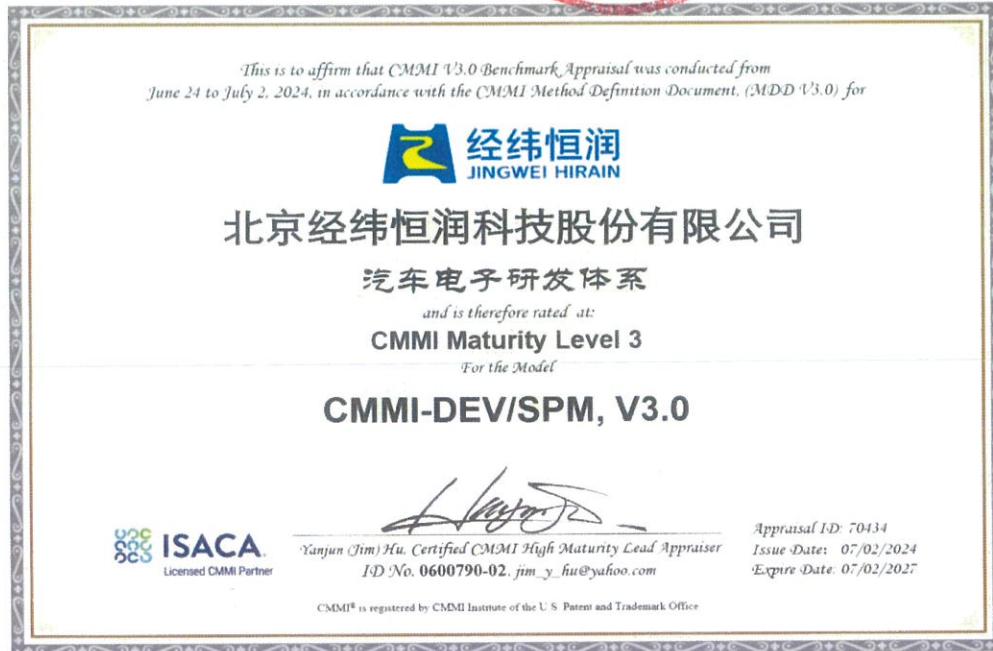 This is to affirm that CMMI V3.0 Benchmark Appraisal was conducted from
June 24 to July 2, 2024, in accordance with the CMMI Method Definition Document, (MDD V3.0) for
经纬恒润
JINGWEI HIRAIN
北京经纬恒润科技股份有限公司
汽车电子研发体系
and is therefore rated at:
CMMI Maturity Level 3
For the Model
CMMI-DEV/SPM, V3.0
ISACA.
Licensed CMMI Partner
Yanjun (Jim) Hu, Certified CMMI High Maturity Lead Appraiser
ID No. 0600790-02, jim_y_hu@yahoo.com
Appraisal ID: 70434
Issue Date: 07/02/2024
Expire Date: 07/02/2027
CMMI® is registered by CMMI Institute of the U S Patent and Trademark Office